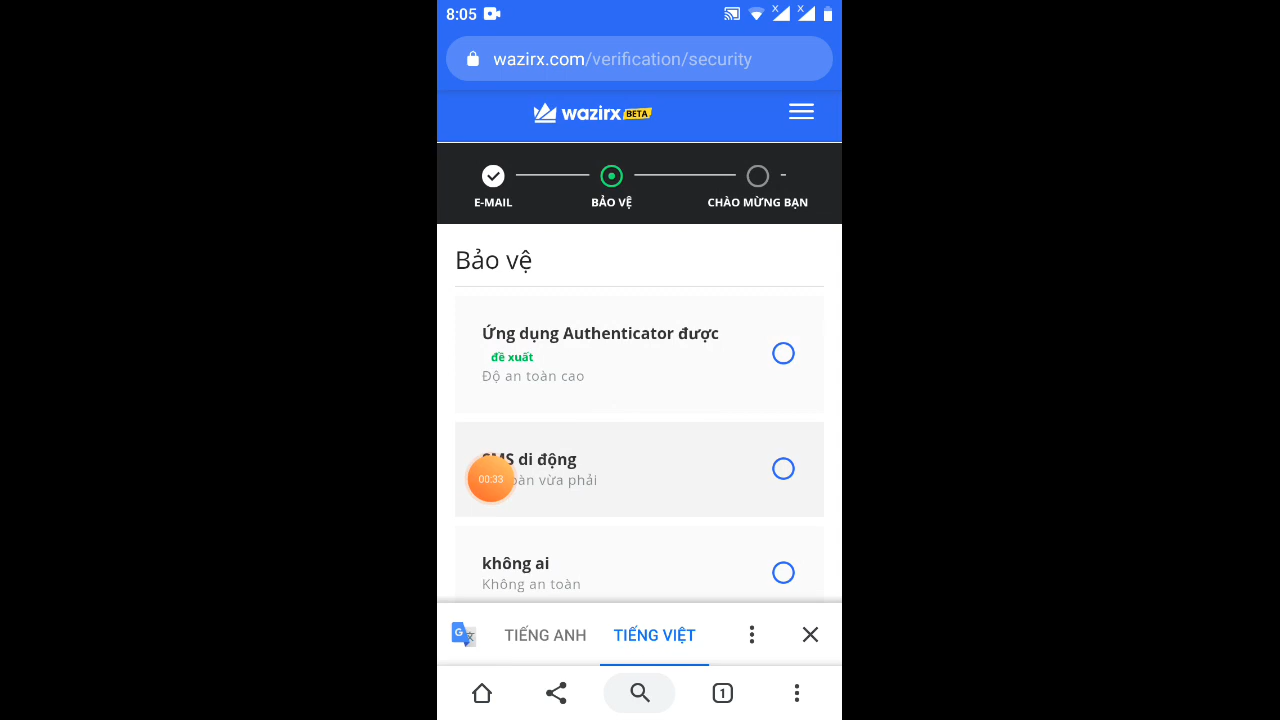 8:05
wazirx.com/verification/security
wazirx BETA
E-MAIL
BẢO VỆ
CHÀO MỪNG BẠN
Bảo vệ
Ứng dụng Authenticator được
đề xuất
Độ an toàn cao
di động
00:33
vừa phải
không ai
Không an toàn
TIẾNG ANH
TIẾNG VIỆT
1